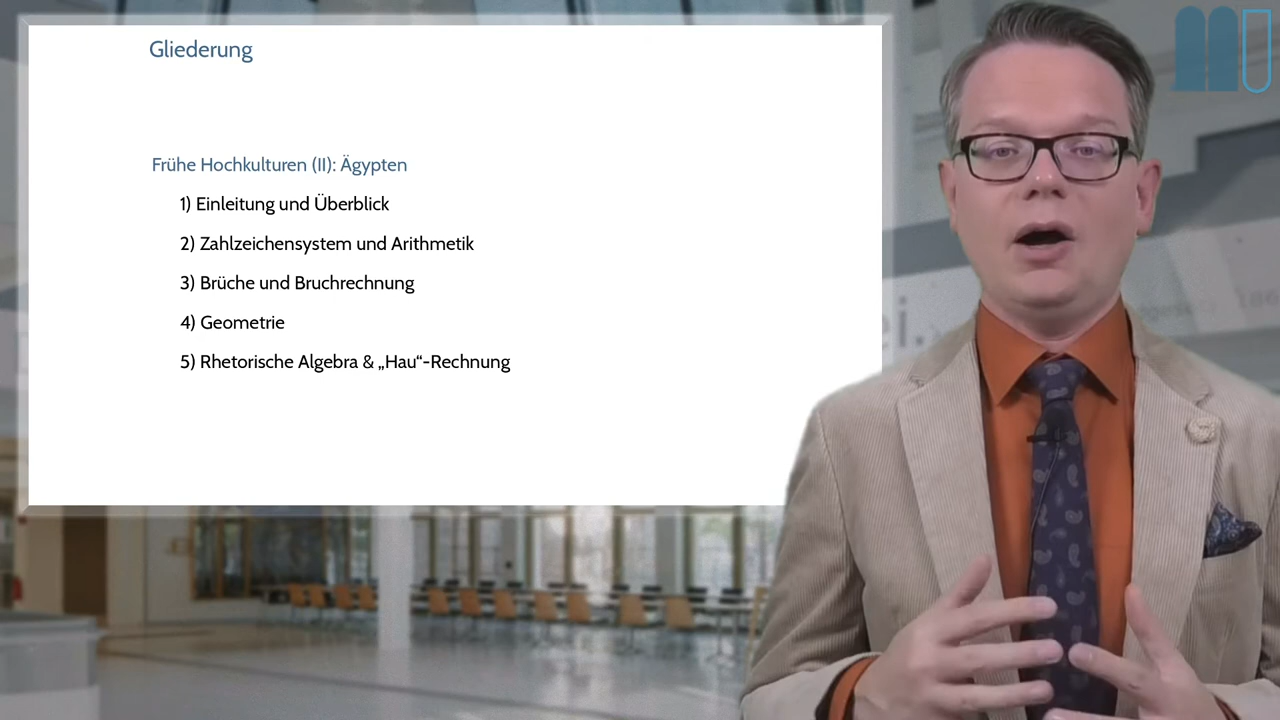 Gliederung
Frühe Hochkulturen (II): Ägypten
1) Einleitung und Überblick
2) Zahlzeichensystem und Arithmetik
3) Brüche und Bruchrechnung
4) Geometrie
5) Rhetorische Algebra & „Hau“-Rechnung
ei.